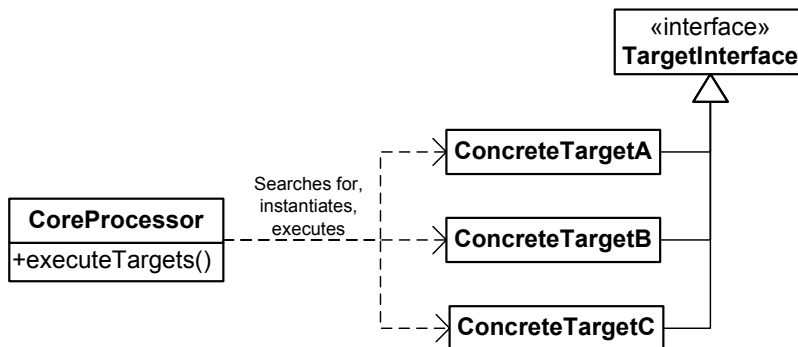 «interface»
TargetInterface
ConcreteTargetA
Searches for,
instantiates,
executes
CoreProcessor
+executeTargets()
ConcreteTargetB
ConcreteTargetC